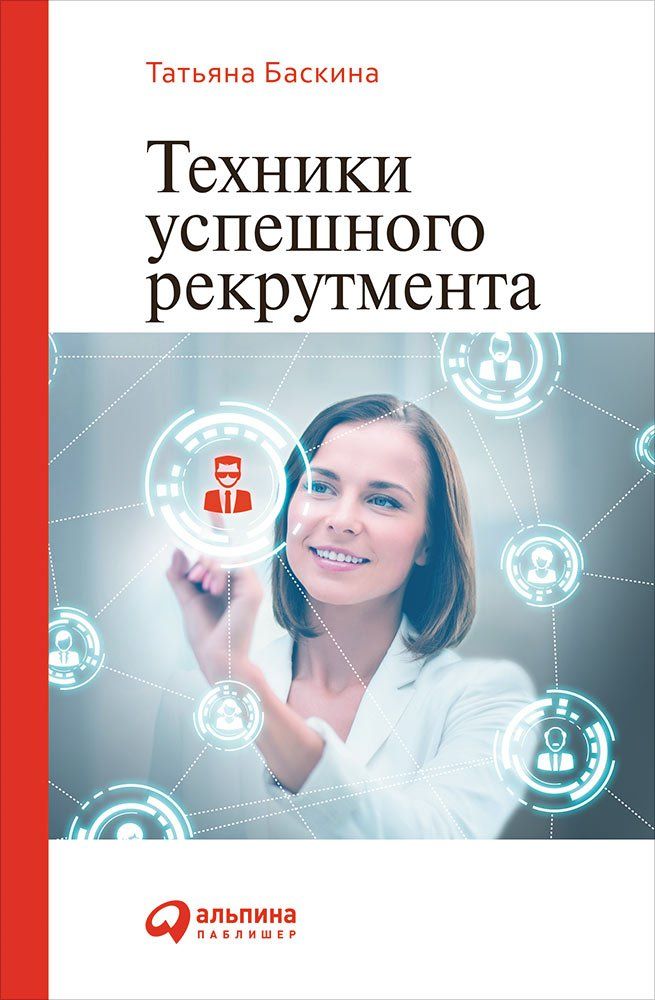 Татьяна Баскина
Техники
успешного
рекрутмента
альпина
ПАБЛИШЕР